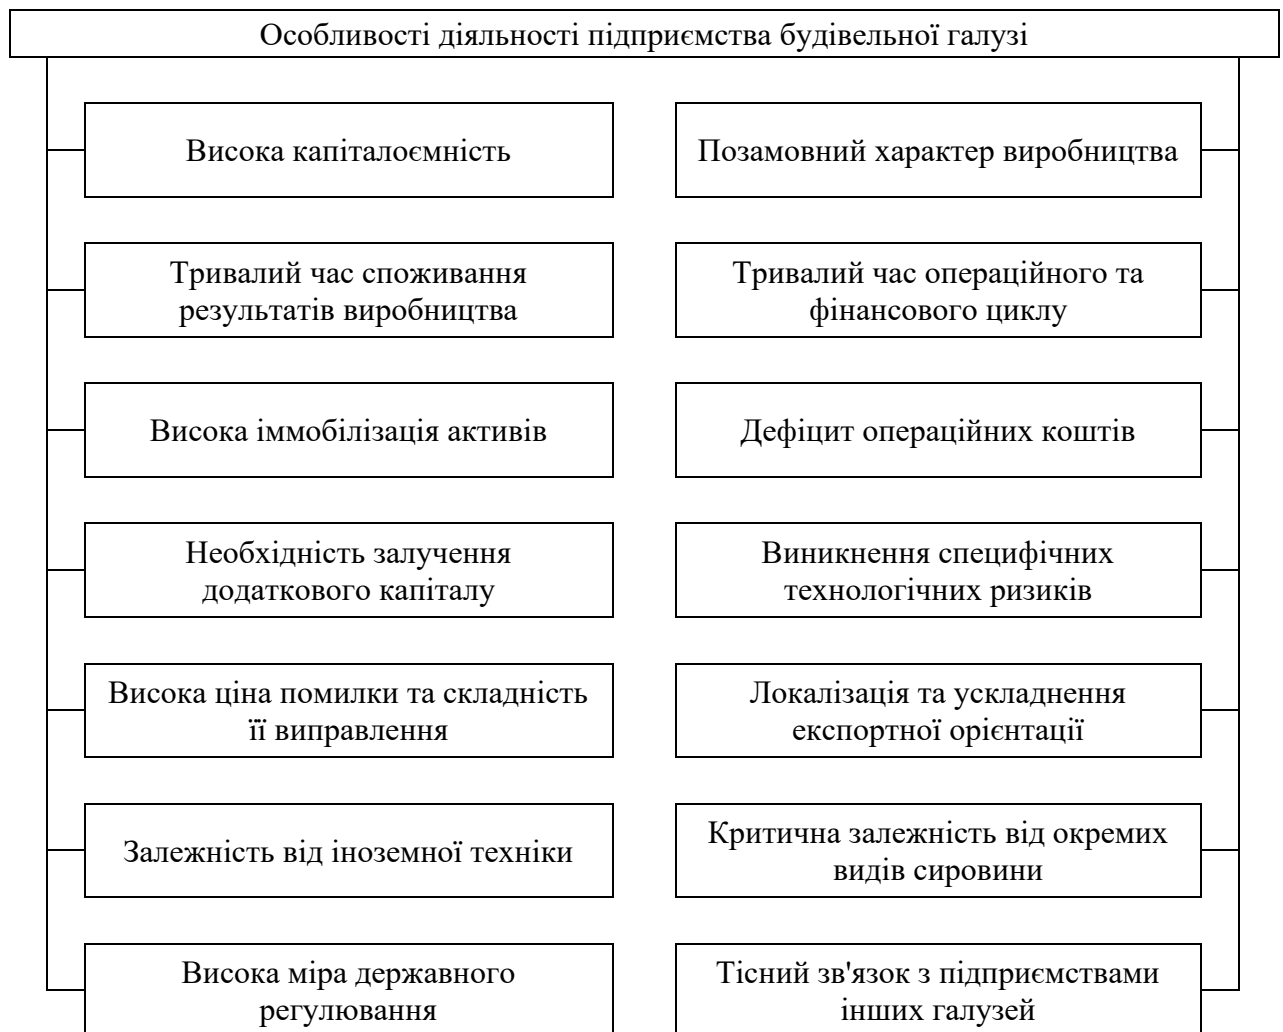 Особливості діяльності підприємства будівельної галузі
Висока капіталоємність
Позамовний характер виробництва
Тривалий час споживання
результатів виробництва
Тривалий час операційного та
фінансового циклу
Висока іммобілізація активів
Дефіцит операційних коштів
Необхідність залучення
додаткового капіталу
Виникнення специфічних
технологічних ризиків
Висока ціна помилки та складність
її виправлення
Локалізація та ускладнення
експортної орієнтації
Залежність від іноземної техніки
Критична залежність від окремих
видів сировини
Висока міра державного
регулювання
Тісний зв'язок з підприємствами
інших галузей